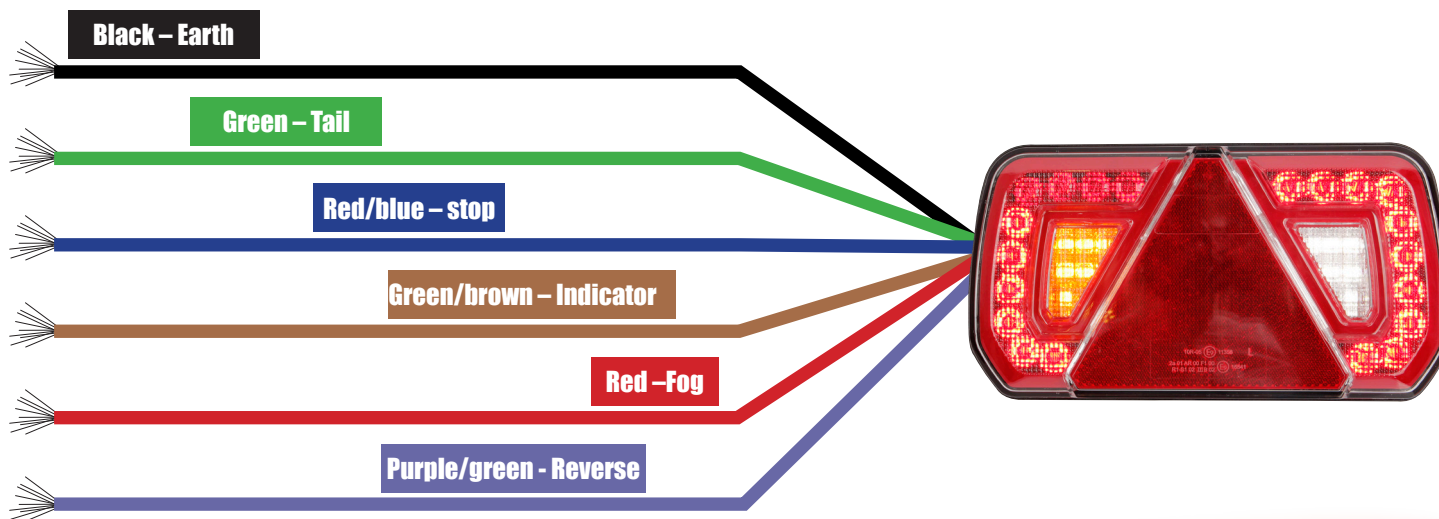 Black – Earth
Green – Tail
Red/blue – stop
Green/brown – Indicator
Red –Fog
Purple/green - Reverse
L